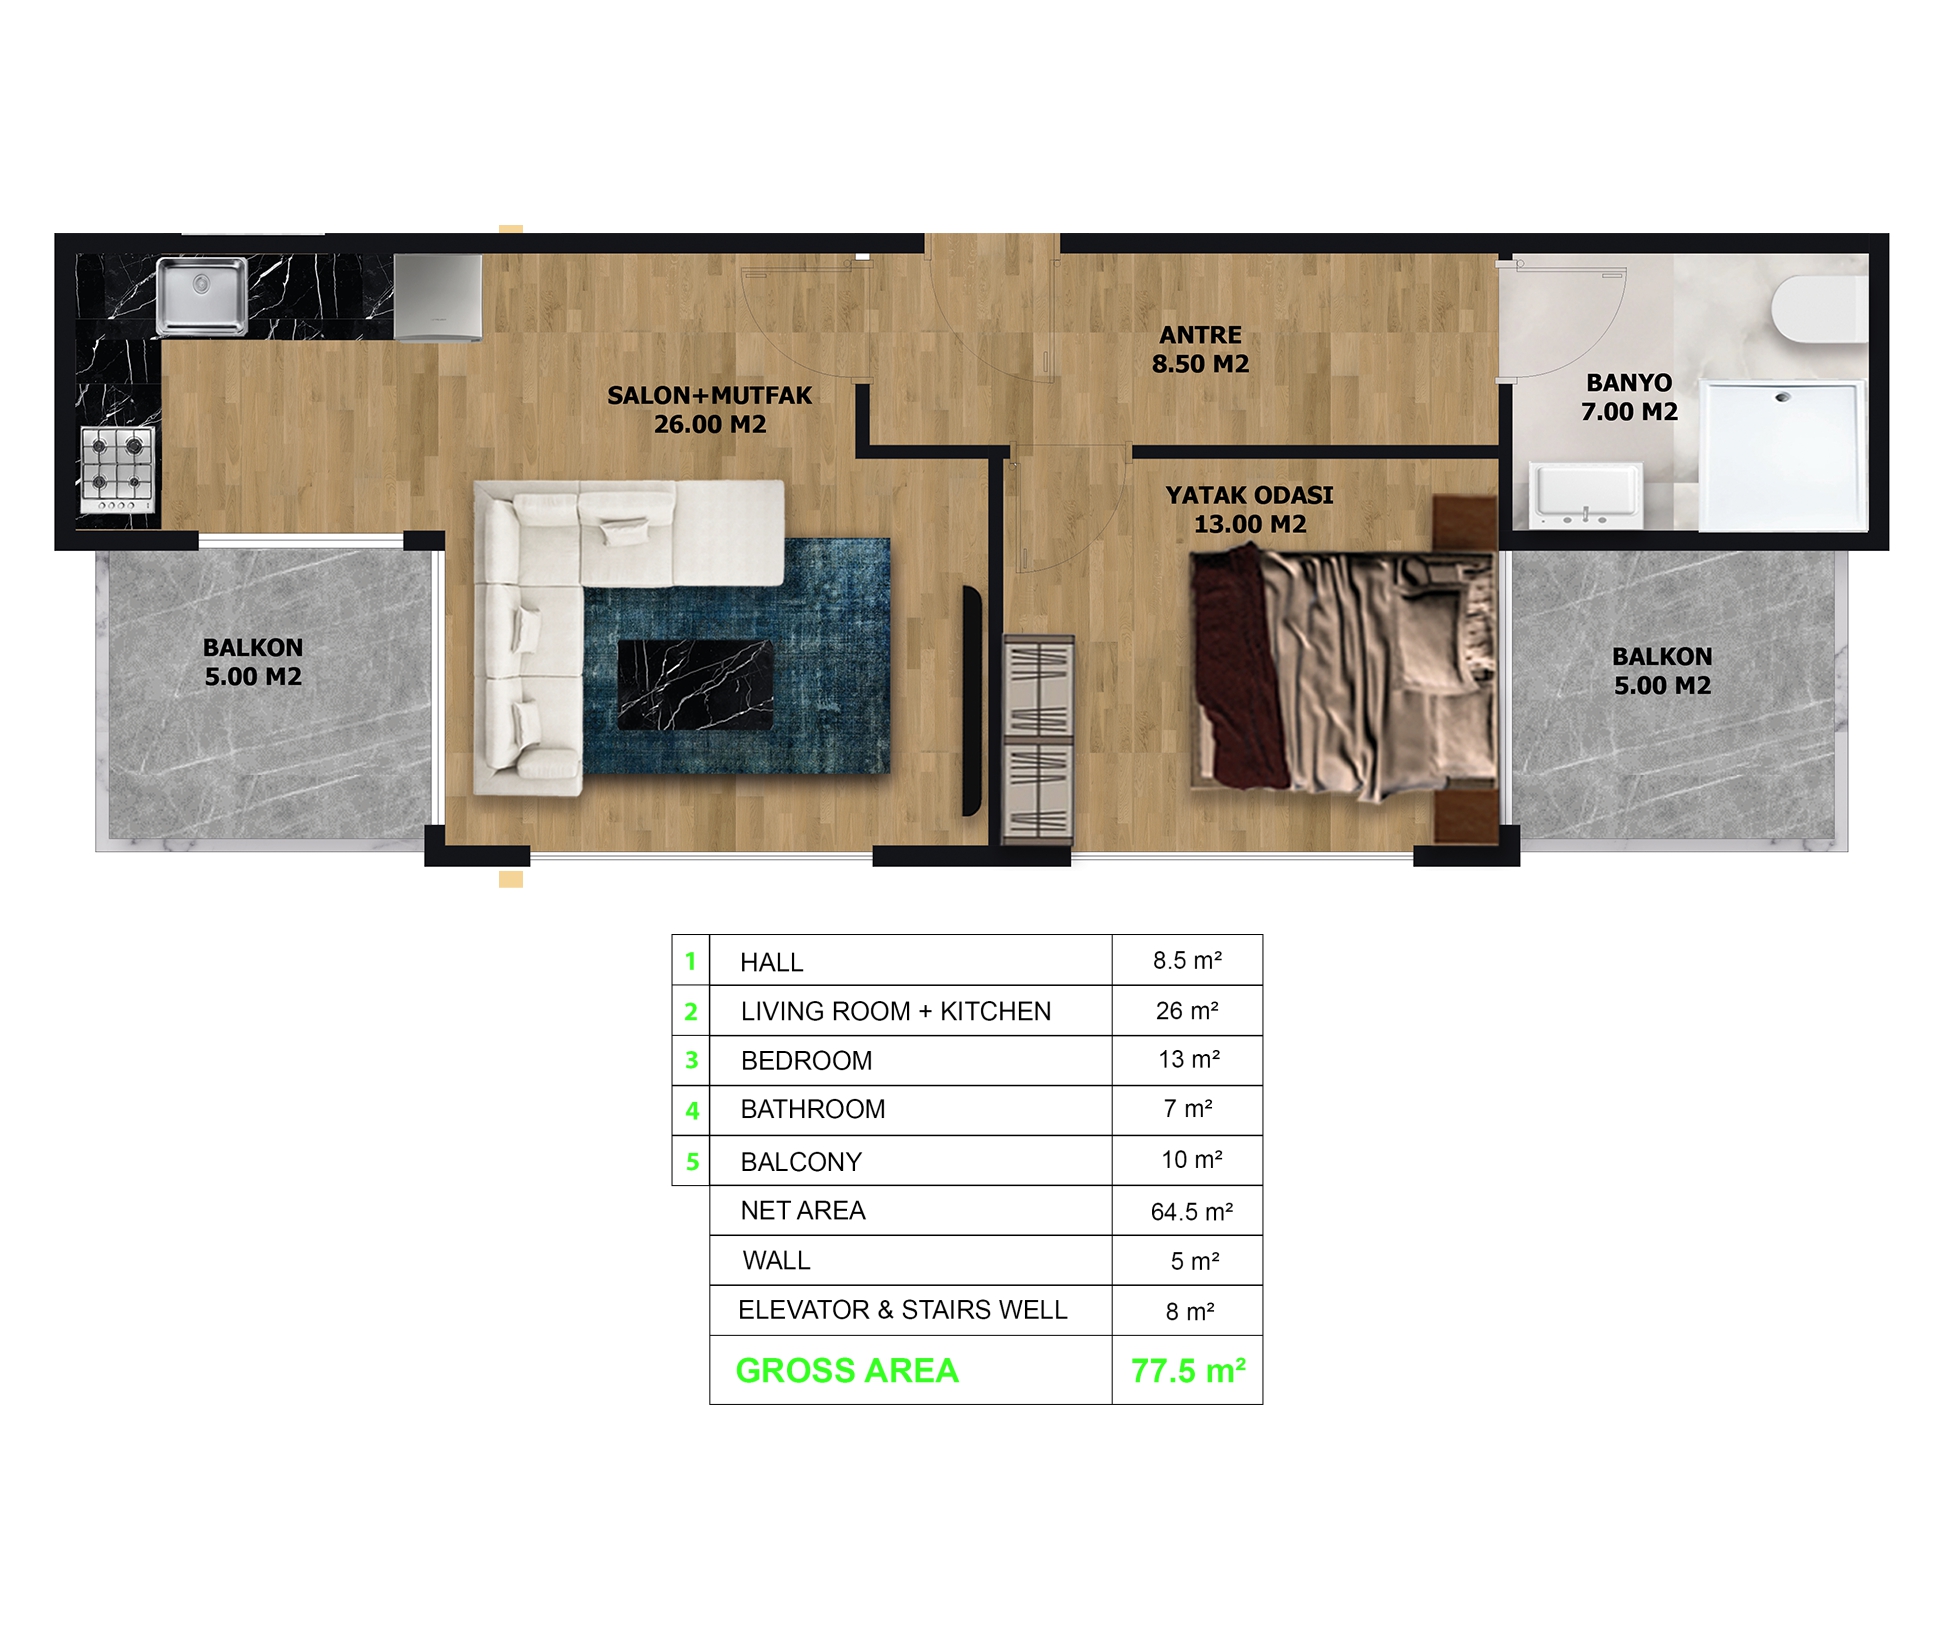 ANTRE
8.50 M2
SALON+MUTFAK
26.00 M2
BANYO
7.00 M2
YATAK ODASI
13.00 M2
BALKON
5.00 M2
BALKON
5.00 M2
1 HALL 8.5 m²
2 LIVING ROOM + KITCHEN 26 m²
3 BEDROOM 13 m²
4 BATHROOM 7 m²
5 BALCONY 10 m²
NET AREA 64.5 m²
WALL 5 m²
ELEVATOR & STAIRS WELL 8 m²
GROSS AREA 77.5 m²